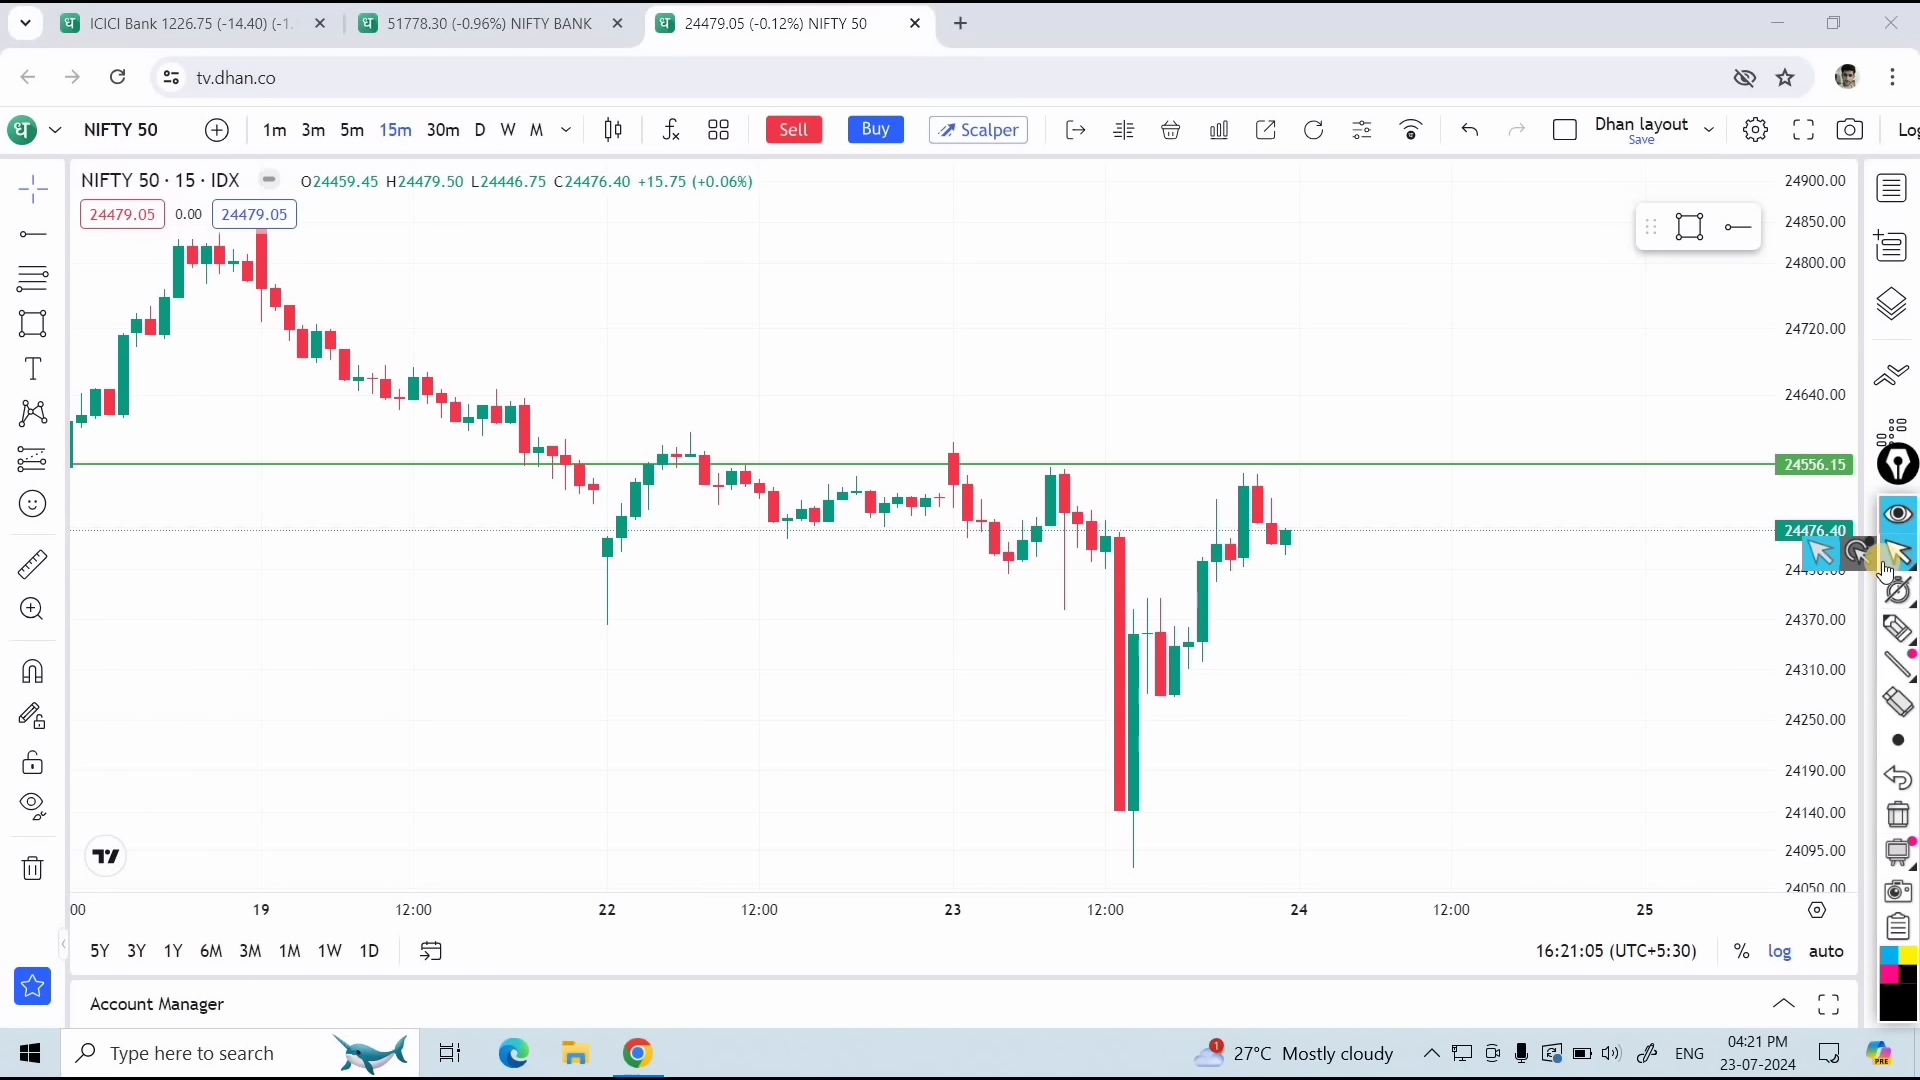 ध ICICI Bank 1226.75 (-14.40) (-1.
ध 51778.30 (-0.96%) NIFTY BANK
ध 24479.05 (-0.12%) NIFTY 50
tv.dhan.co
ध NIFTY 50 1m 3m 5m 15m 30m D W M Sell Buy Scalper Dhan layout Log
Save
NIFTY 50 · 15 · IDX O24459.45 H24479.50 L24446.75 C24476.40 +15.75 (+0.06%)
24479.05 0.00 24479.05
24900.00
24850.00
24800.00
24720.00
24640.00
24556.15
24476.40
24370.00
24310.00
24250.00
24190.00
24140.00
24095.00
24050.00
:00 19 12:00 22 12:00 23 12:00 24 12:00 25
5Y 3Y 1Y 6M 3M 1M 1W 1D 16:21:05 (UTC+5:30) % log auto
Account Manager
Type here to search 27°C Mostly cloudy ENG 04:21 PM
23-07-2024
1
PRE